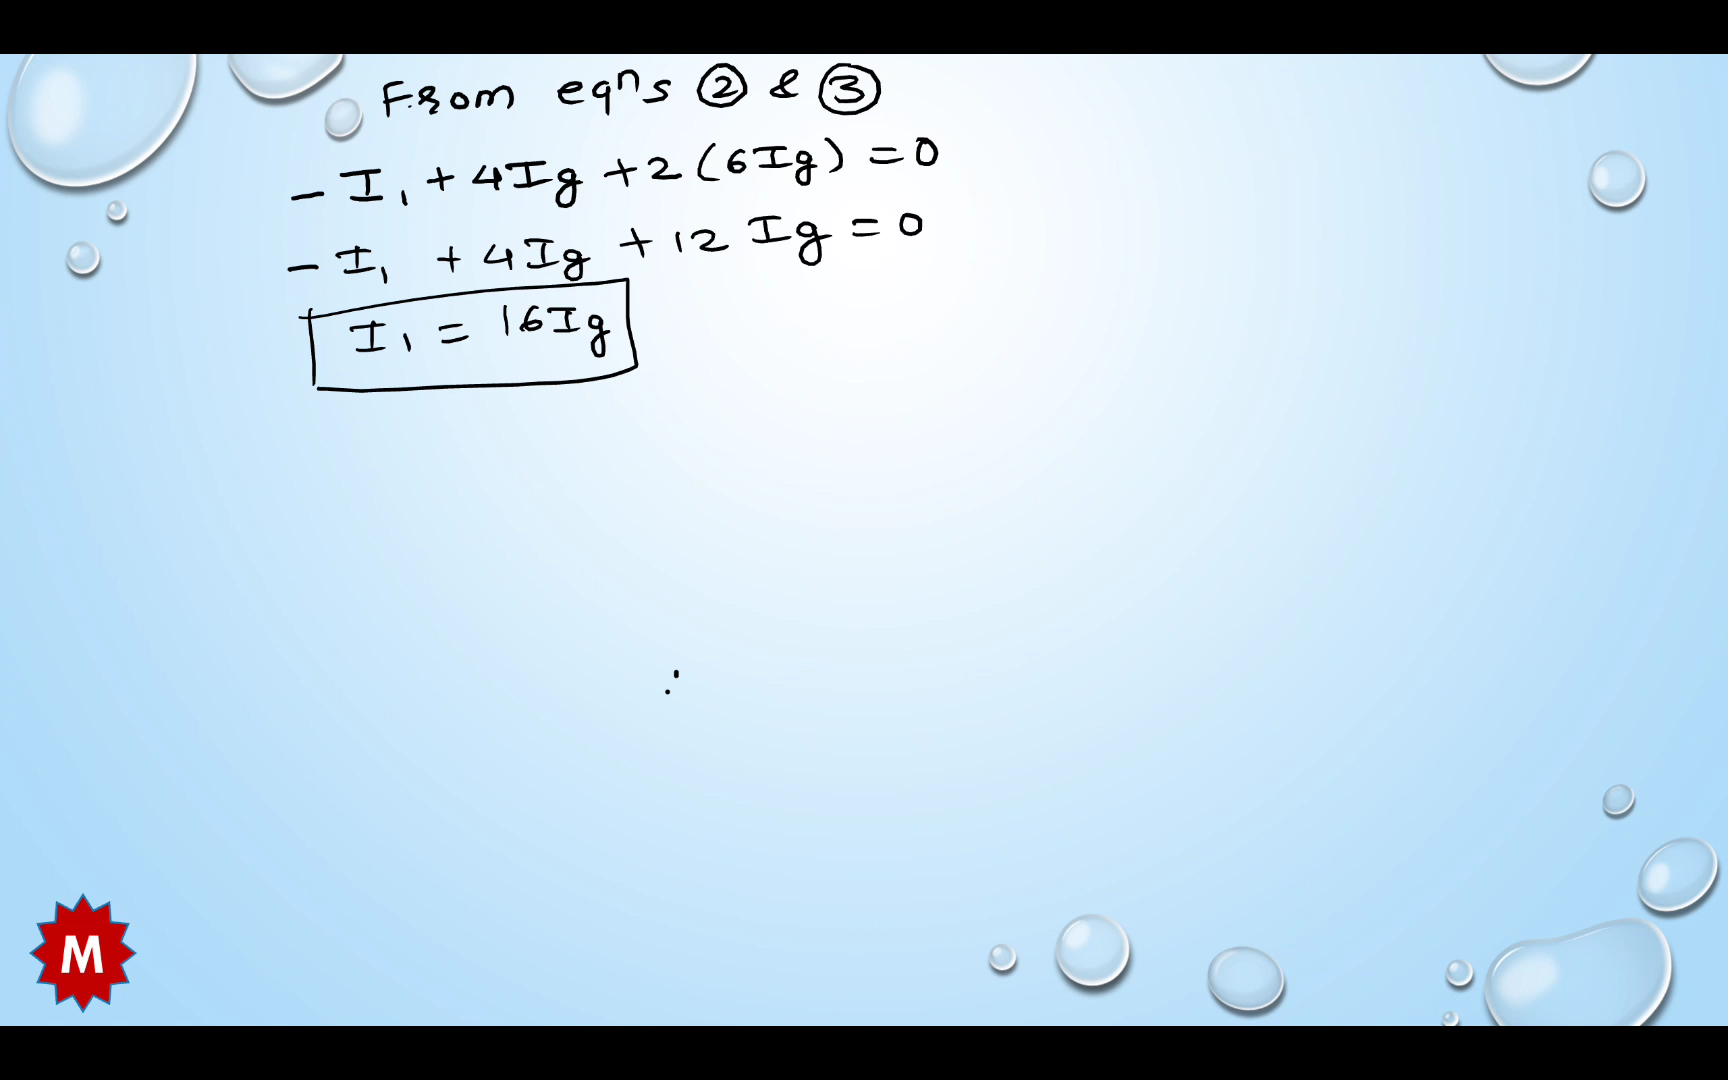 From eqns ② & ③
- I₁ + 4Ig + 2(6Ig) = 0
- I₁ + 4Ig + 12 Ig = 0
I₁ = 16Ig
M